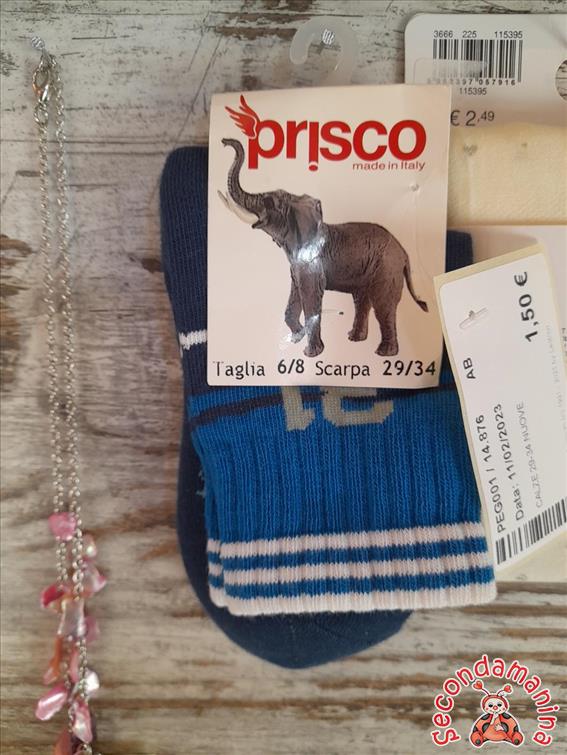 3666 225 115395
115395
€ 2,49
prisco
made in Italy
Taglia 6/8 Scarpa 29/34
16
1,50 €
AB
PEG001 / 14.876
Data: 11/02/2023
CALZE 29-34 NUOVE
Secondamanina